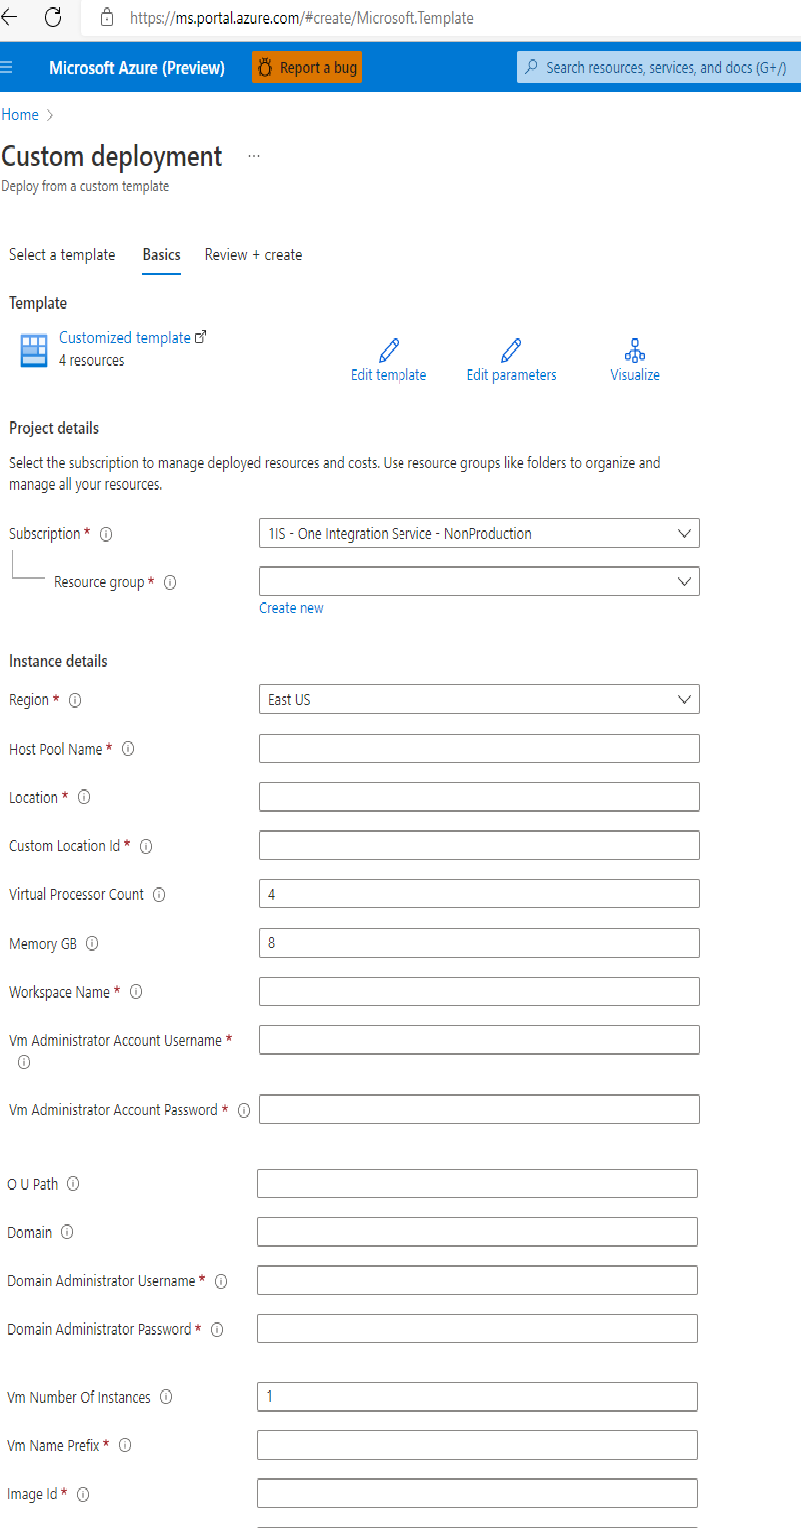 https://ms.portal.azure.com/#create/Microsoft.Template
Microsoft Azure (Preview) Report a bug Search resources, services, and docs (G+/)
Home >
Custom deployment ...
Deploy from a custom template
Select a template Basics Review + create
Template
Customized template
4 resources
Edit template Edit parameters Visualize
Project details
Select the subscription to manage deployed resources and costs. Use resource groups like folders to organize and
manage all your resources.
Subscription * 1IS - One Integration Service - NonProduction
Resource group *
Create new
Instance details
Region * East US
Host Pool Name *
Location *
Custom Location Id *
Virtual Processor Count 4
Memory GB 8
Workspace Name *
Vm Administrator Account Username *
Vm Administrator Account Password *
O U Path
Domain
Domain Administrator Username *
Domain Administrator Password *
Vm Number Of Instances 1
Vm Name Prefix *
Image Id *